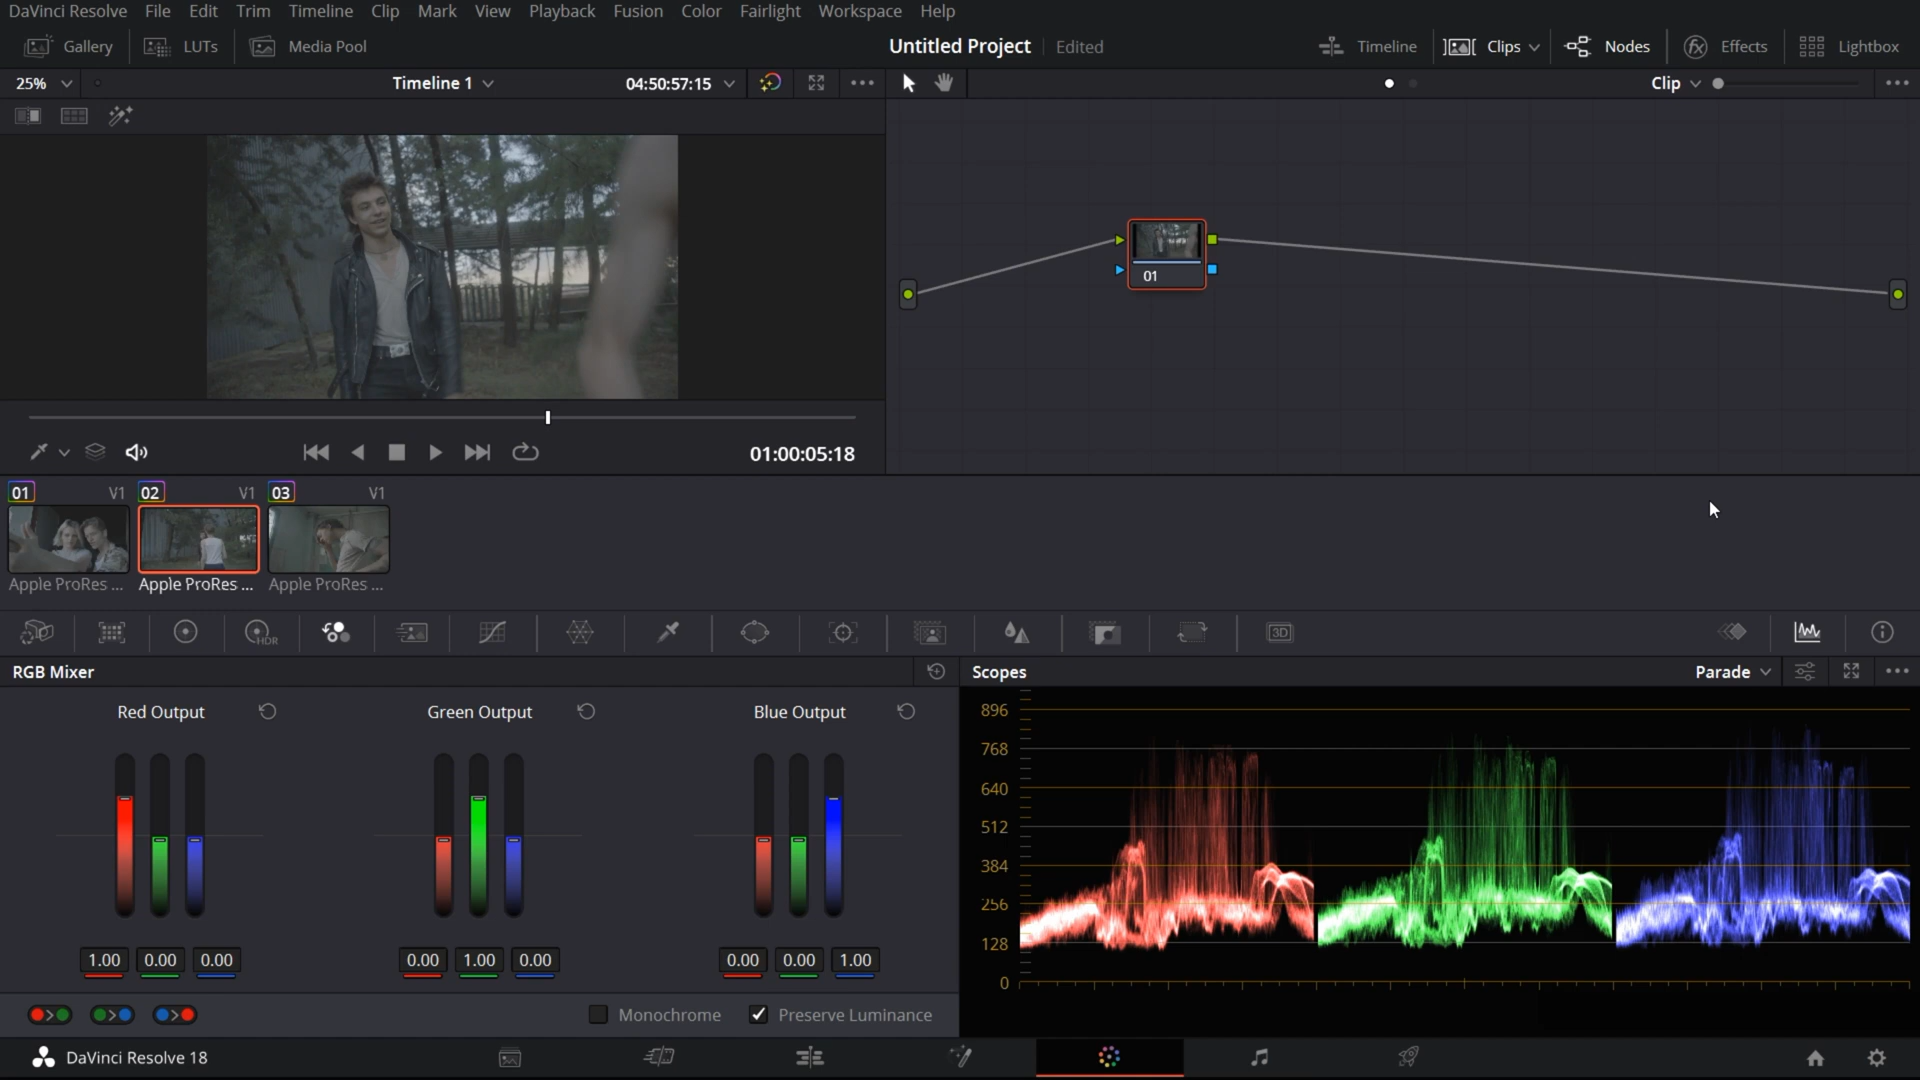 DaVinci Resolve File Edit Trim Timeline Clip Mark View Playback Fusion Color Fairlight Workspace Help
Gallery LUTs Media Pool Untitled Project Edited Timeline Clips Nodes Effects Lightbox
25% Timeline 1 04:50:57:15 Clip
01
01:00:05:18
01 V1 02 V1 03 V1
Apple ProRes ... Apple ProRes ... Apple ProRes ...
HDR 3D
RGB Mixer
Scopes Parade
Red Output Green Output Blue Output
896
768
640
512
384
256
128
0
1.00 0.00 0.00 0.00 1.00 0.00 0.00 0.00 1.00
Monochrome Preserve Luminance
DaVinci Resolve 18